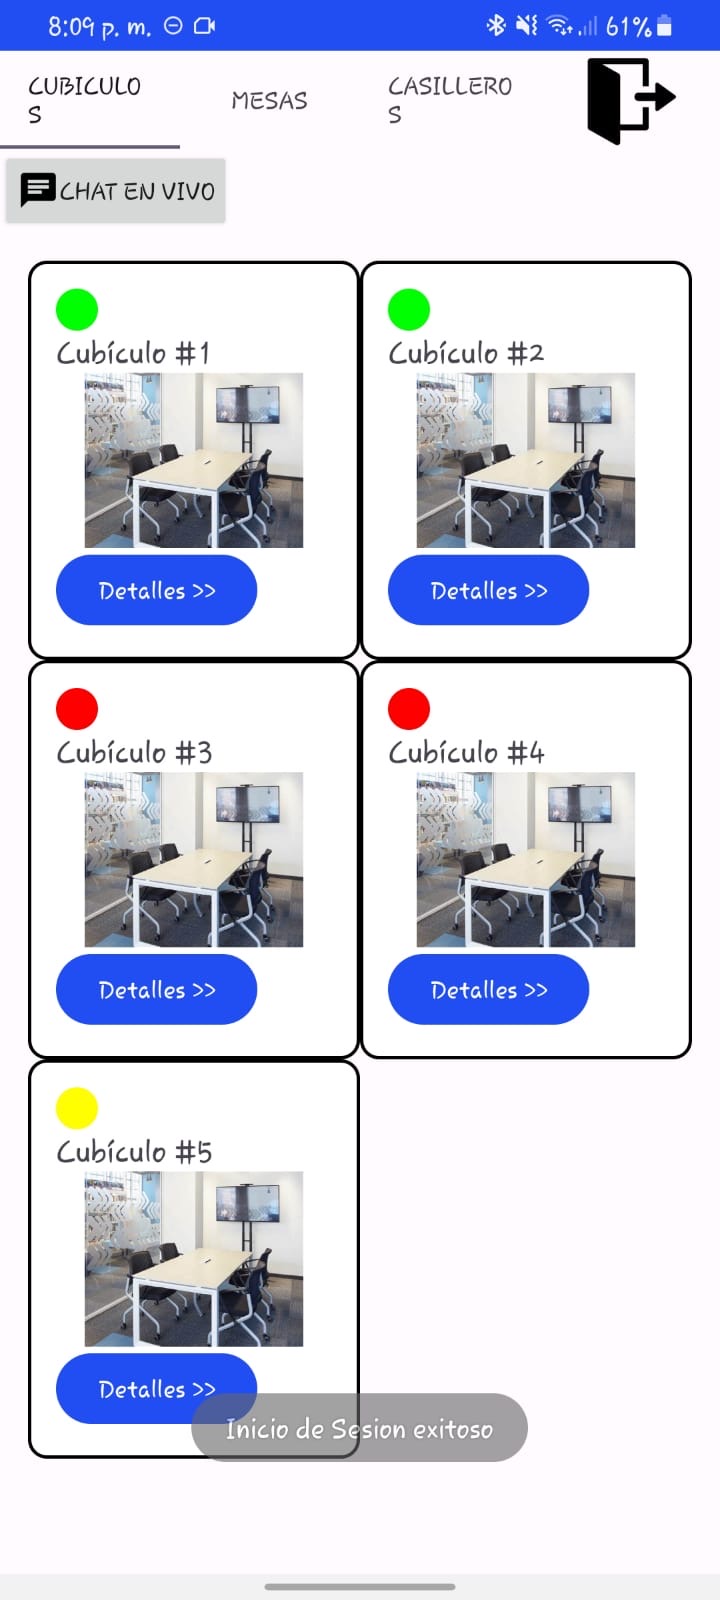 8:09 p. m.
61%
CUBICULO
S
MESAS
CASILLERO
S
CHAT EN VIVO
Cubículo #1
Cubículo #2
Detalles >>
Detalles >>
Cubículo #3
Cubículo #4
Detalles >>
Detalles >>
Cubículo #5
Detalles >>
Inicio de Sesion exitoso